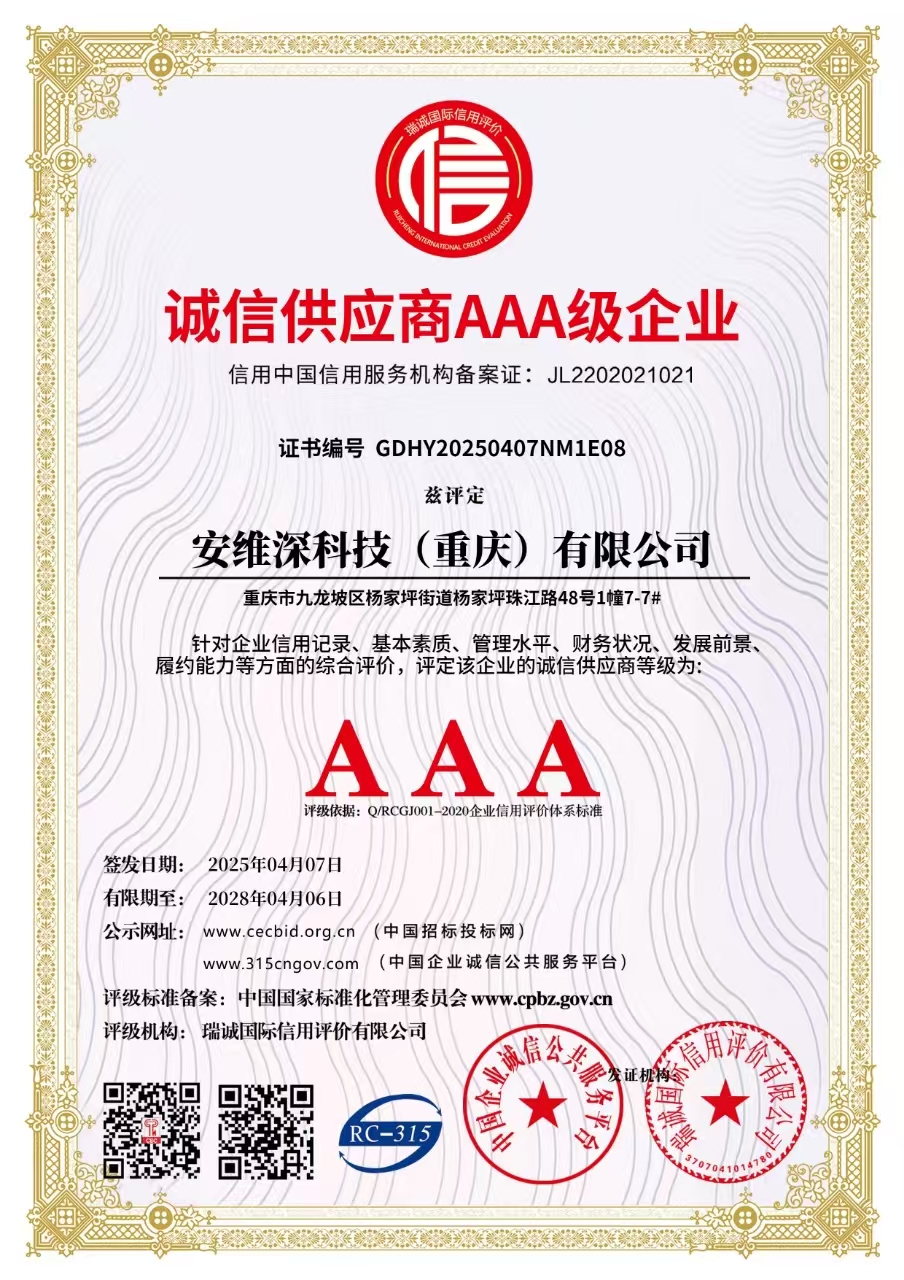 瑞诚国际信用评价
信
RUICHENG INTERNATIONAL CREDIT EVALUATION
诚信供应商AAA级企业
信用中国信用服务机构备案证：JL2202021021
证书编号 GDHY20250407NM1E08
兹评定
安维深科技（重庆）有限公司
重庆市九龙坡区杨家坪街道杨家坪珠江路48号1幢7-7#
针对企业信用记录、基本素质、管理水平、财务状况、发展前景、
履约能力等方面的综合评价，评定该企业的诚信供应商等级为:
AAA
评级依据：Q/RCGJ001-2020企业信用评价体系标准
签发日期： 2025年04月07日
有限期至： 2028年04月06日
公示网址： www.cecbid.org.cn （中国招标投标网）
www.315cngov.com （中国企业诚信公共服务平台）
评级标准备案：中国国家标准化管理委员会 www.cpbz.gov.cn
评级机构： 瑞诚国际信用评价有限公司
发证机构：
RC-315
中国企业诚信公共服务平台
瑞诚国际信用评价有限公司
3707041014780